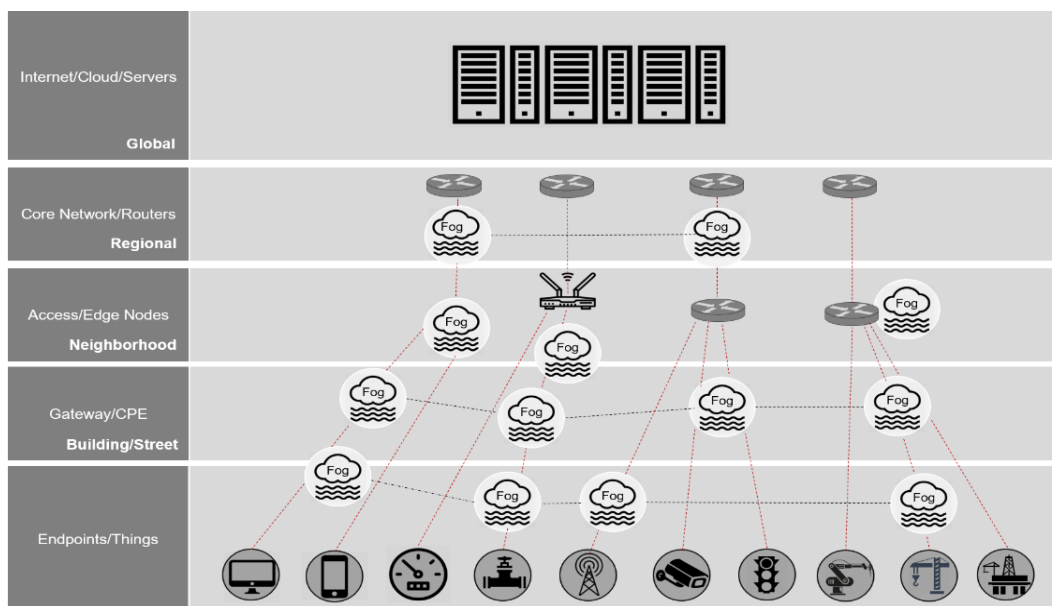 Internet/Cloud/Servers
Global
Core Network/Routers
Regional
Fog
Fog
Access/Edge Nodes
Neighborhood
Fog
Fog
Fog
Gateway/CPE
Building/Street
Fog
Fog
Fog
Fog
Endpoints/Things
Fog
Fog
Fog
Fog